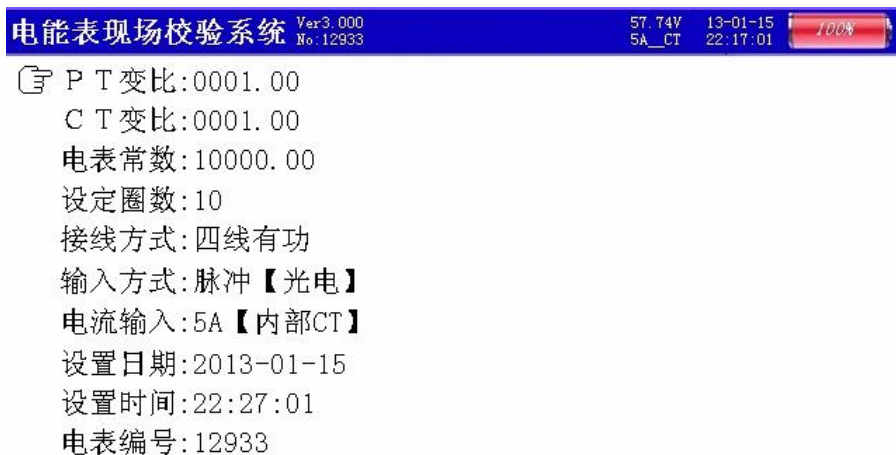 电能表现场校验系统 Ver3.000 No:12933 57.74V 5A__CT 13-01-15 22:17:01 100%
ＰＴ变比:0001.00
ＣＴ变比:0001.00
电表常数:10000.00
设定圈数:10
接线方式:四线有功
输入方式:脉冲【光电】
电流输入:5A【内部CT】
设置日期:2013-01-15
设置时间:22:27:01
电表编号:12933